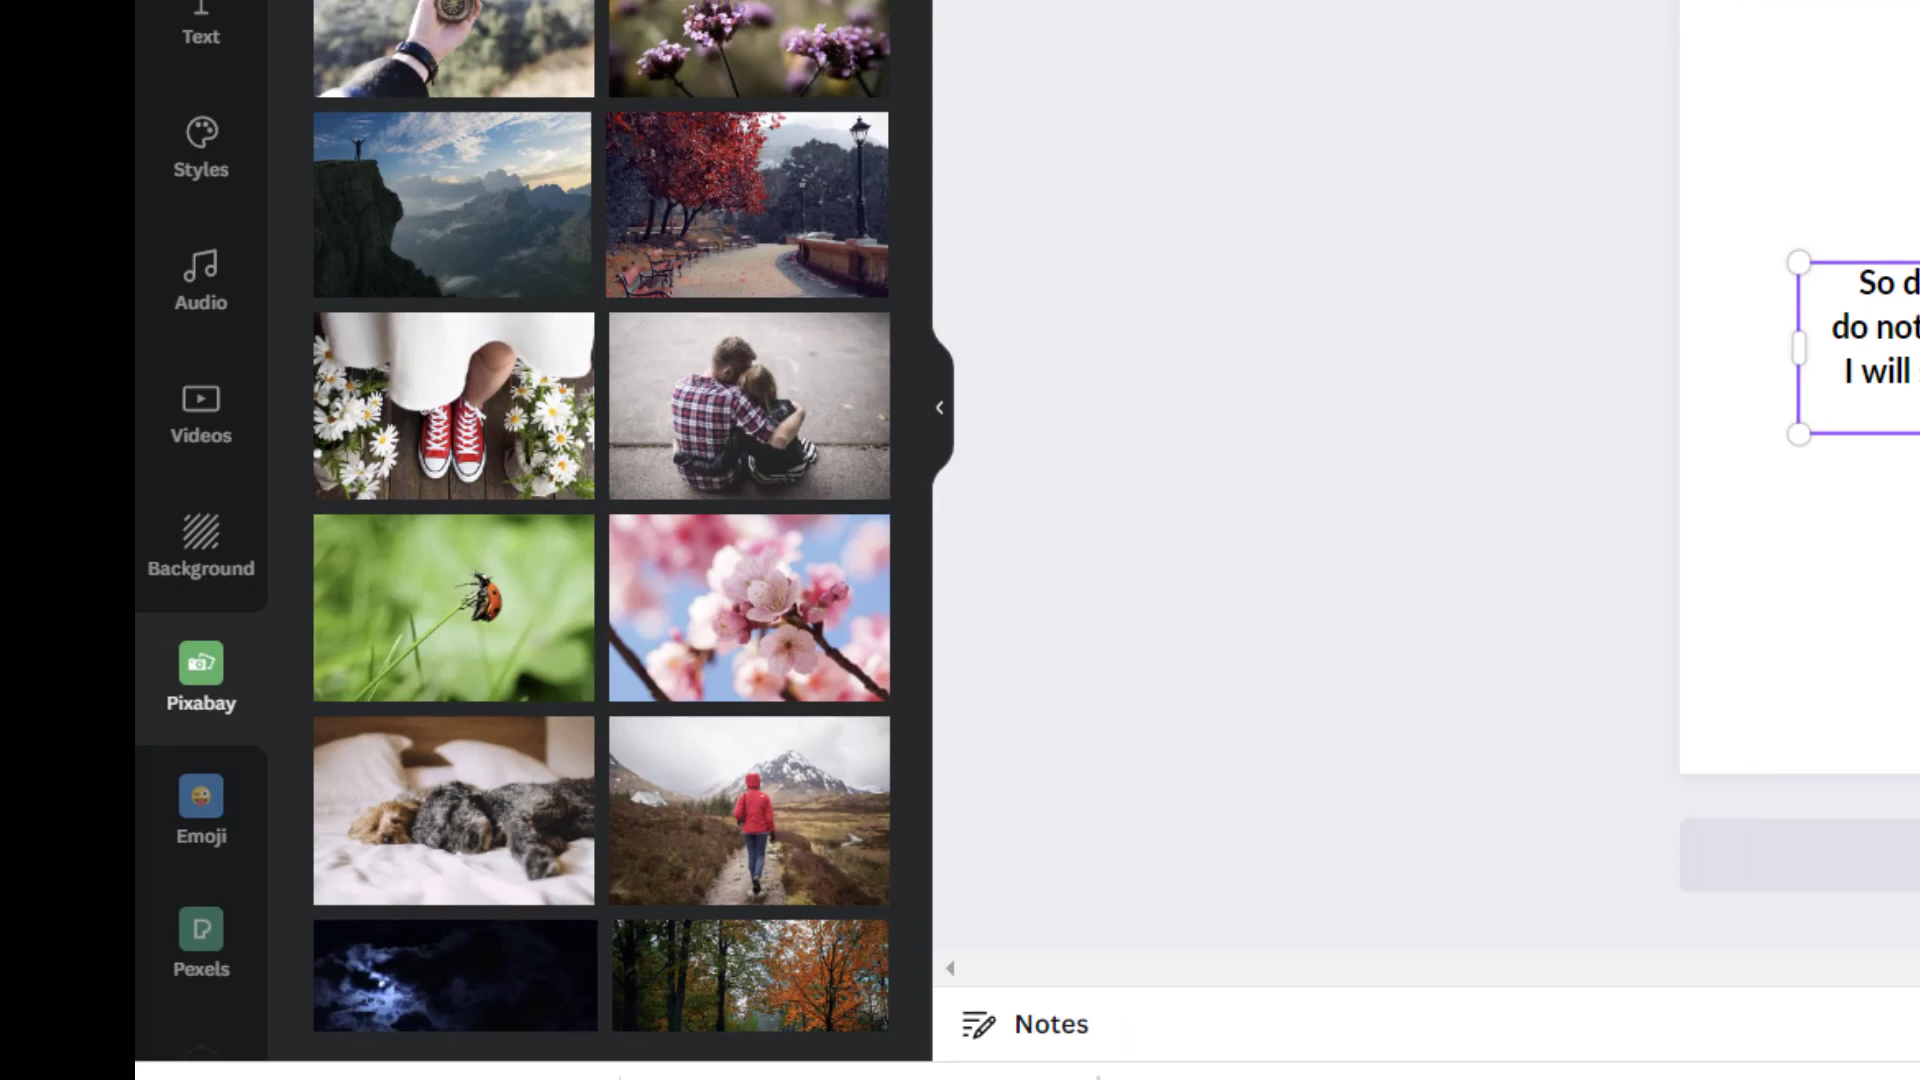 Text
Styles
Audio
Videos
Background
Pixabay
Emoji
Pexels
So d
do not
I will
Notes